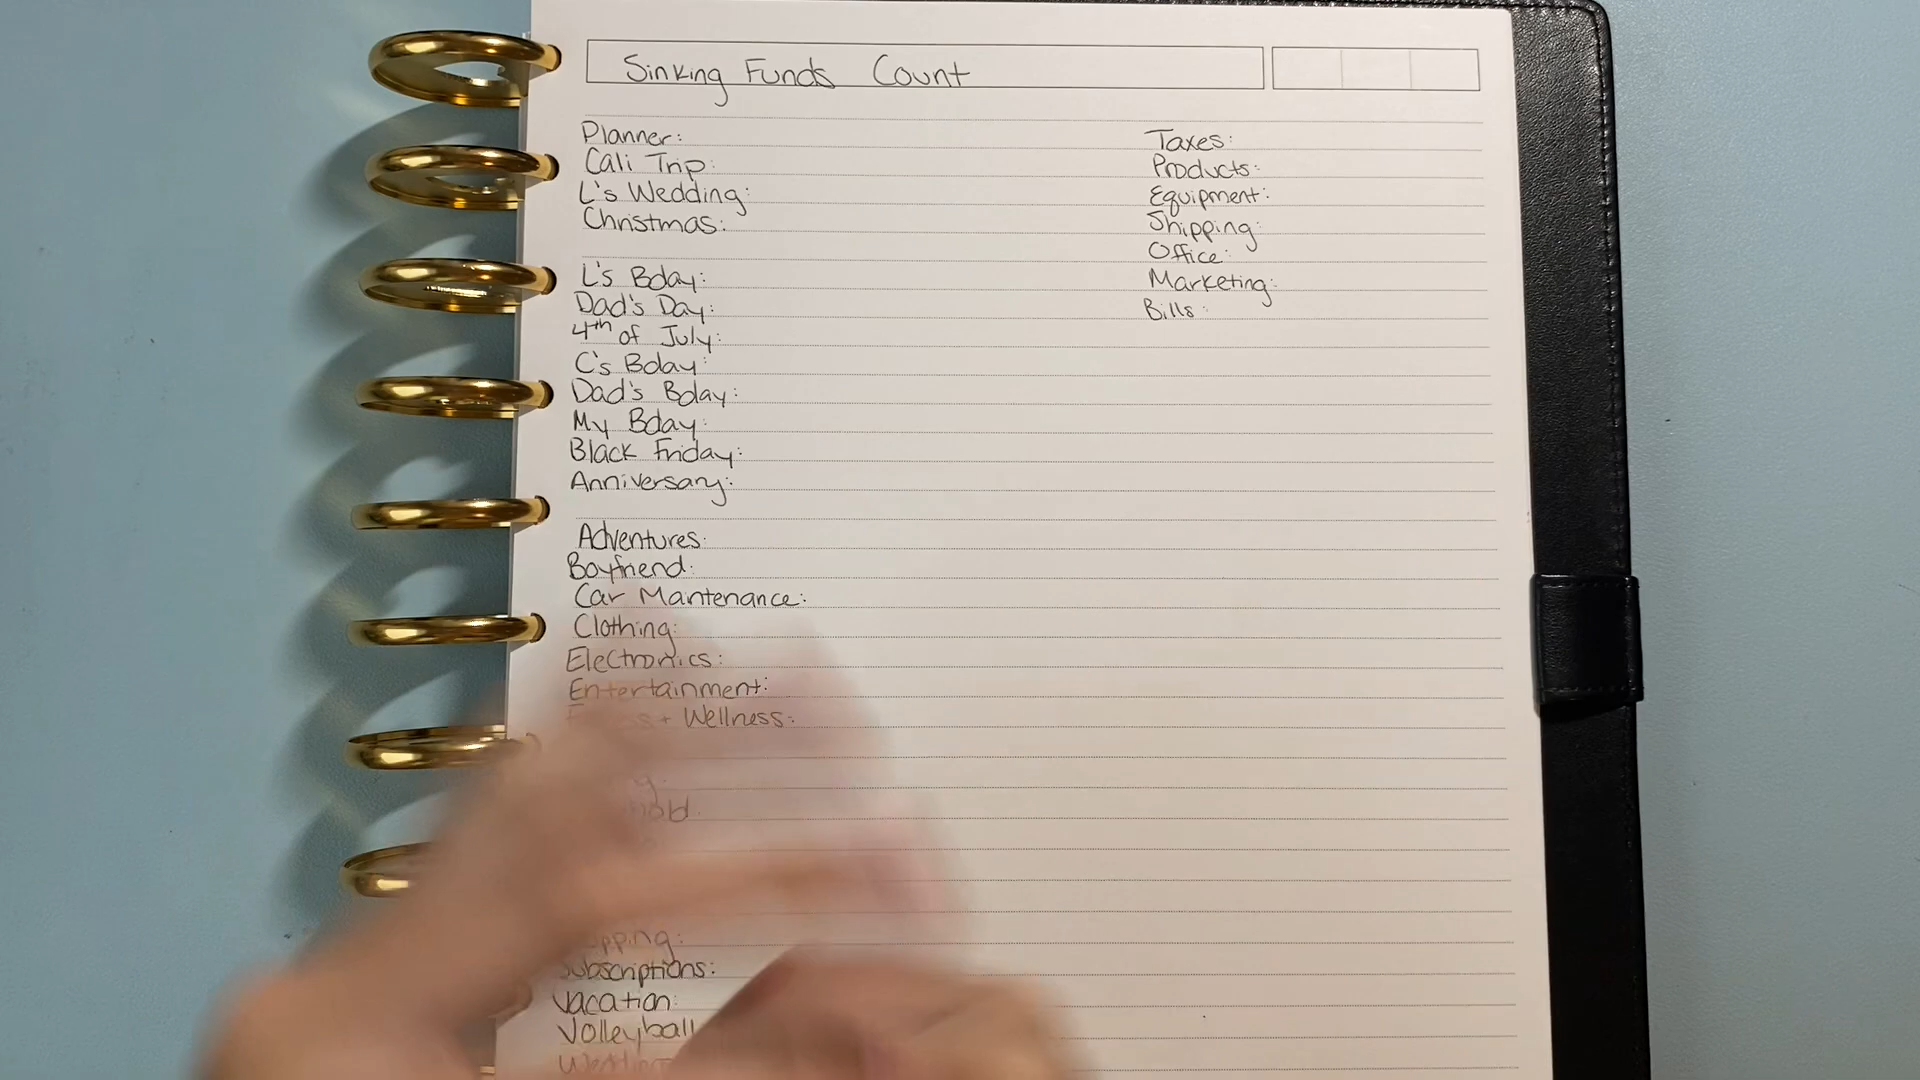 Sinking Funds Count
Planner:
Cali Trip:
L's Wedding:
Christmas:
L's Bday:
Dad's Day:
4th of July:
C's Bday:
Dad's Bday:
My Bday:
Black Friday:
Anniversary:
Adventures:
Boyfriend:
Car Mantenance:
Clothing:
Electronics:
Entertainment:
+ Wellness:
Subscriptions:
Vacation:
Volleyball
Taxes:
Products:
Equipment:
Shipping:
Office:
Marketing:
Bills: